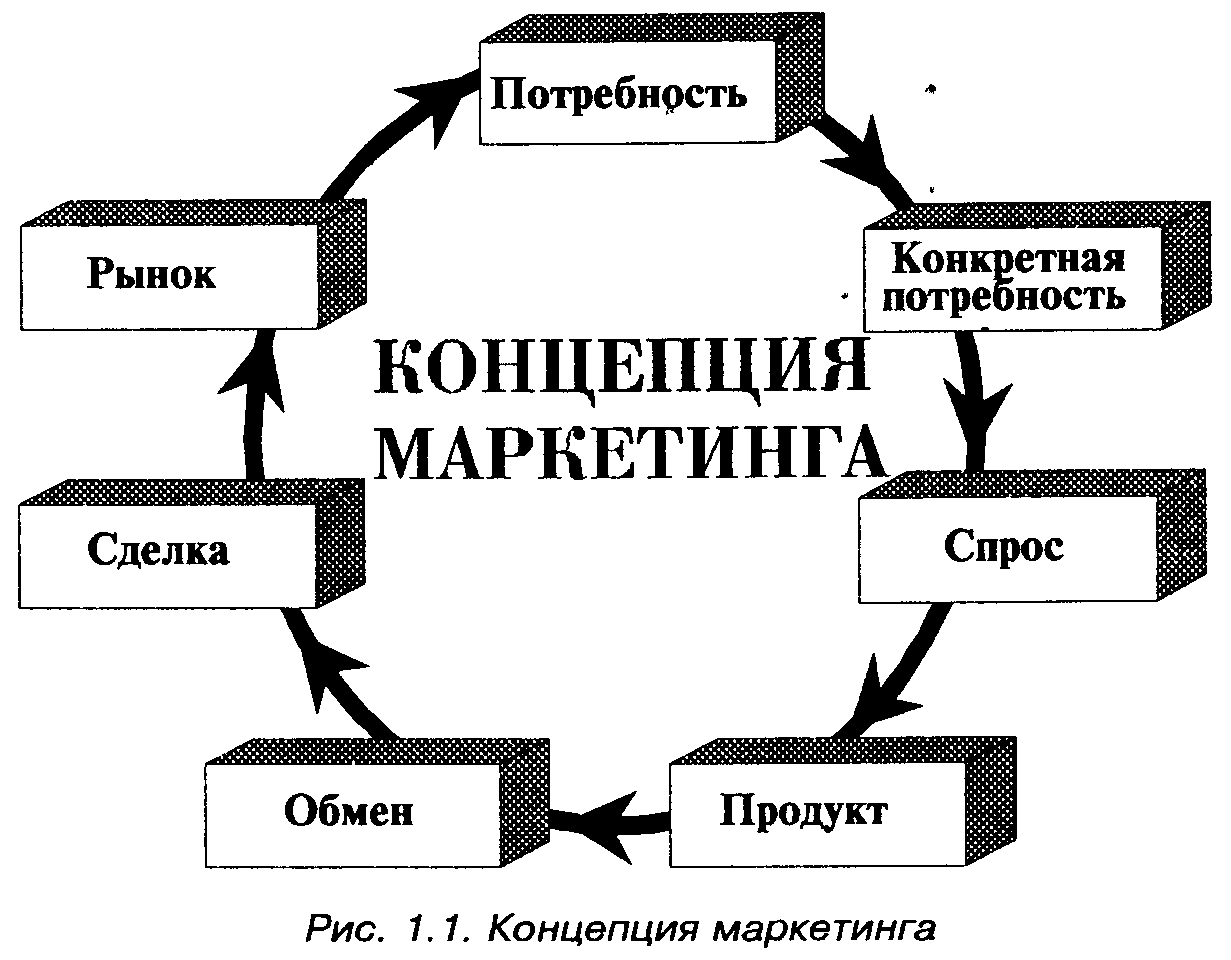 Потребность
Конкретная
потребность
Спрос
Продукт
Обмен
Сделка
Рынок
КОНЦЕПЦИЯ
МАРКЕТИНГА
Рис. 1.1. Концепция маркетинга